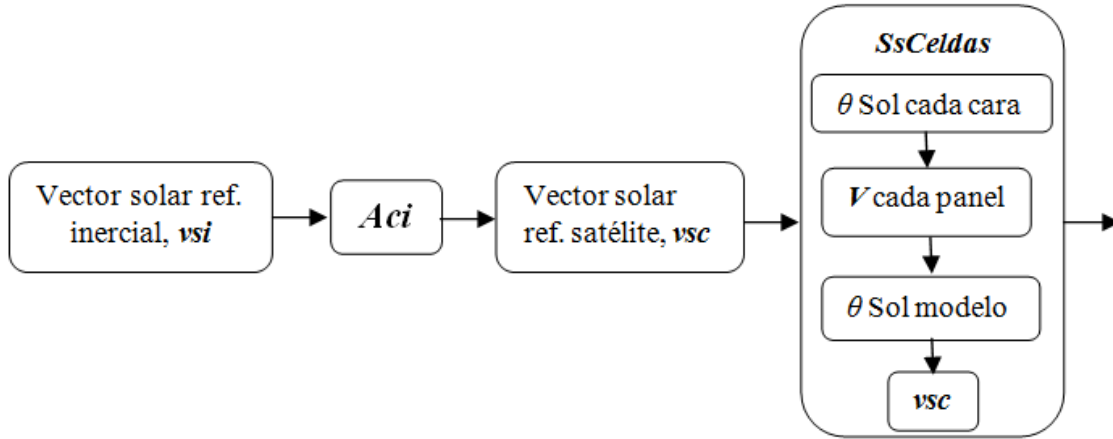 Vector solar ref.
inercial, vsi
Aci
Vector solar
ref. satélite, vsc
SsCeldas
θ Sol cada cara
V cada panel
θ Sol modelo
vsc